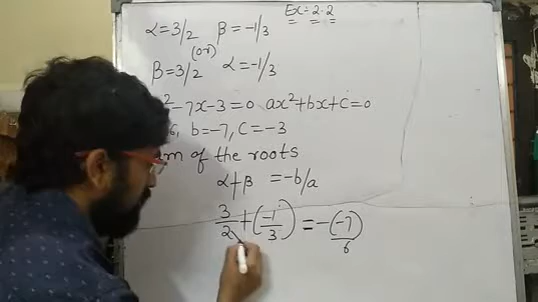 Ex = 2.2
α = 3/2 β = -1/3
(or)
β = 3/2 α = -1/3
² - 7x - 3 = 0 ax² + bx + c = 0
6, b = -7, c = -3
of the roots
α + β = -b/a
3/2 + (-1/3) = -(-7)/6